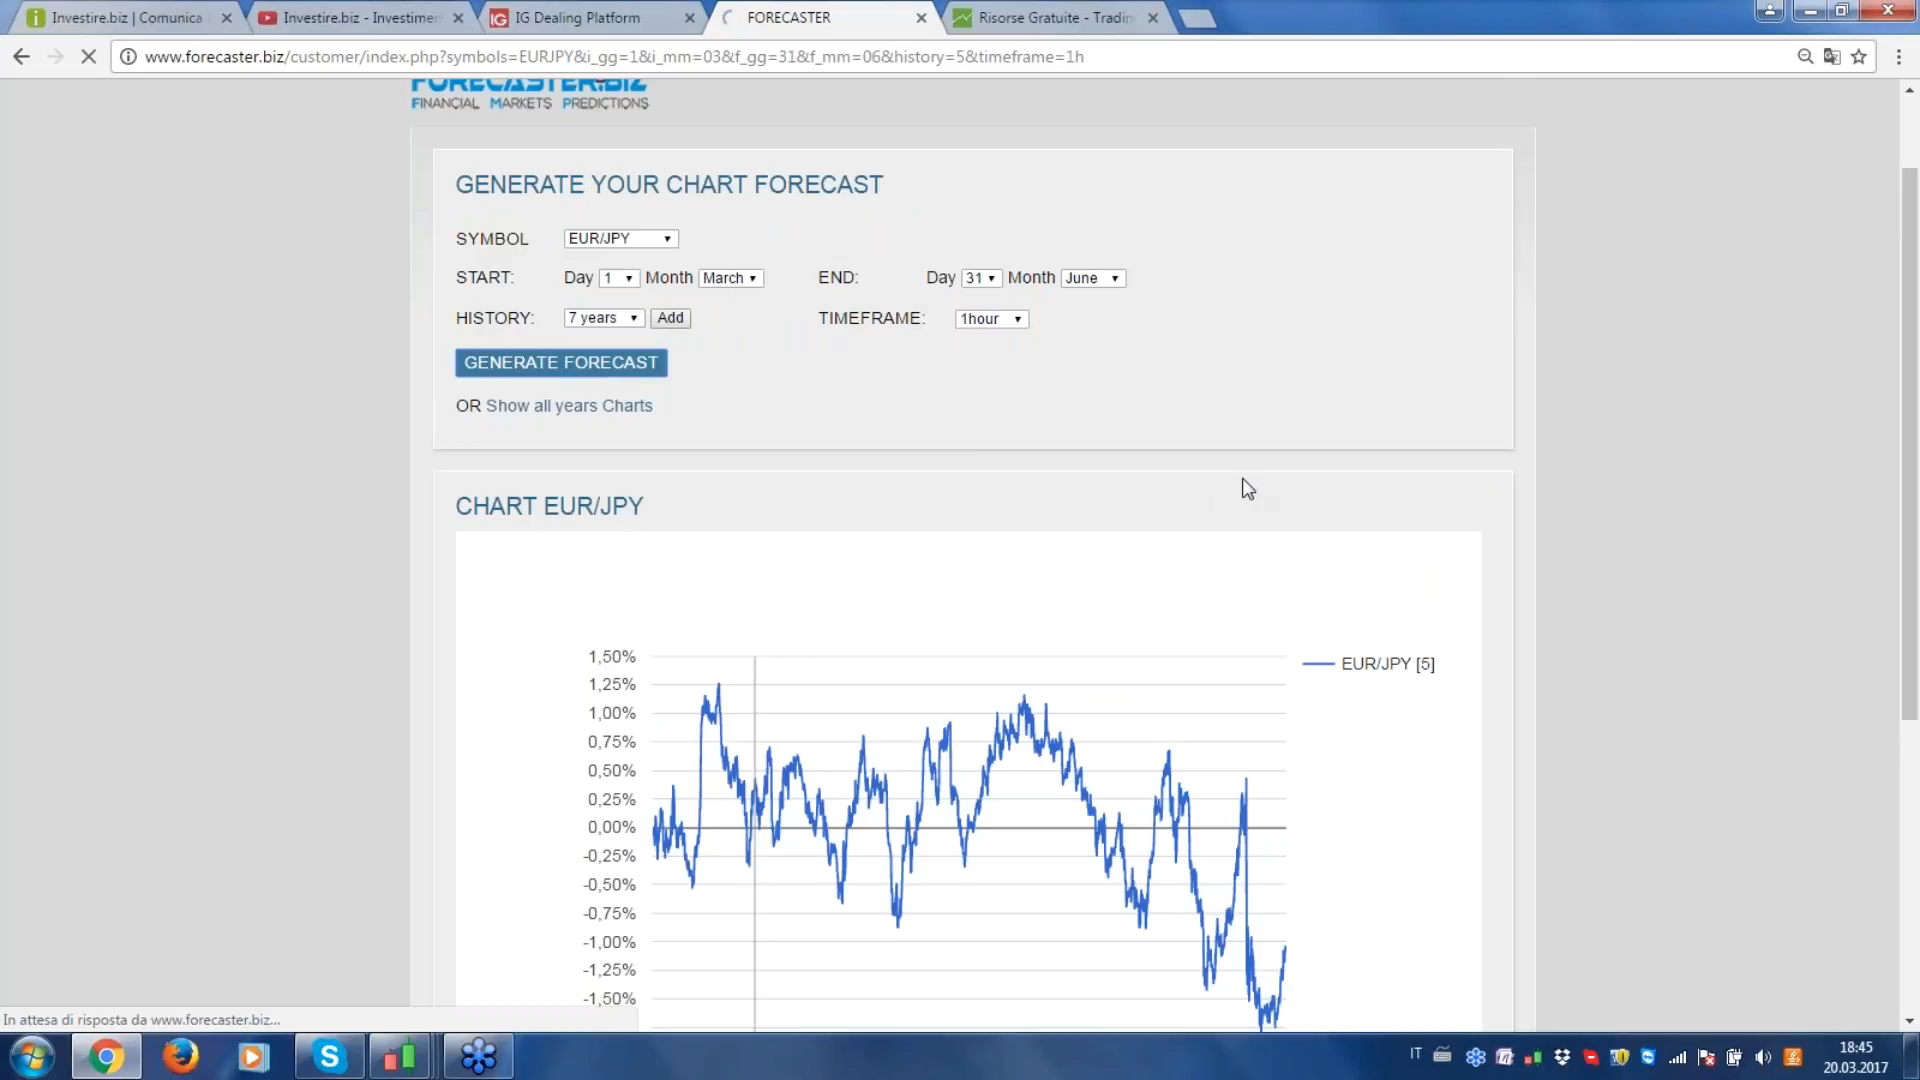 Investire.biz | Comunica
Investire.biz - Investimen
IG Dealing Platform
FORECASTER
Risorse Gratuite - Tradin
www.forecaster.biz/customer/index.php?symbols=EURJPY&i_gg=1&i_mm=03&f_gg=31&f_mm=06&history=5&timeframe=1h
FORECASTER.BIZ
FINANCIAL MARKETS PREDICTIONS
GENERATE YOUR CHART FORECAST
SYMBOL EUR/JPY
START: Day 1 Month March END: Day 31 Month June
HISTORY: 7 years Add TIMEFRAME: 1hour
GENERATE FORECAST
OR Show all years Charts
CHART EUR/JPY
1,50%
EUR/JPY [5]
1,25%
1,00%
0,75%
0,50%
0,25%
0,00%
-0,25%
-0,50%
-0,75%
-1,00%
-1,25%
-1,50%
In attesa di risposta da www.forecaster.biz...
IT
18:45
20.03.2017